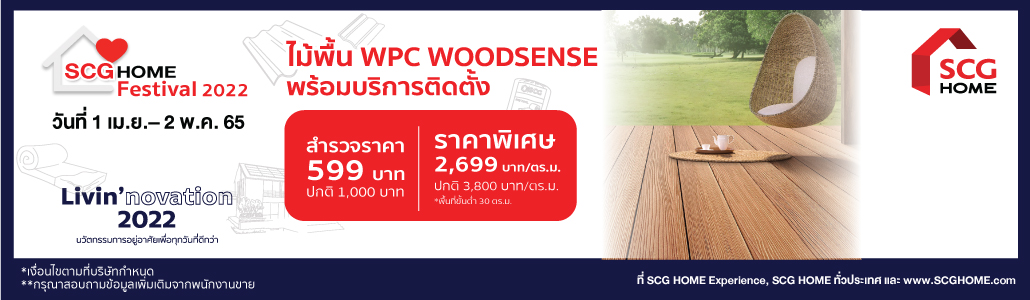 SCG HOME
Festival 2022
วันที่ 1 เม.ย.– 2 พ.ค. 65
Livin'novation
2022
นวัตกรรมการอยู่อาศัยเพื่อทุกวันที่ดีกว่า
ไม้พื้น WPC WOODSENSE
พร้อมบริการติดตั้ง
สำรวจราคา
599 บาท
ปกติ 1,000 บาท
ราคาพิเศษ
2,699 บาท/ตร.ม.
ปกติ 3,800 บาท/ตร.ม.
*พื้นที่ขั้นต่ำ 30 ตร.ม.
SCG
HOME
*เงื่อนไขตามที่บริษัทกำหนด
**กรุณาสอบถามข้อมูลเพิ่มเติมจากพนักงานขาย
ที่ SCG HOME Experience, SCG HOME ทั่วประเทศ และ www.SCGHOME.com